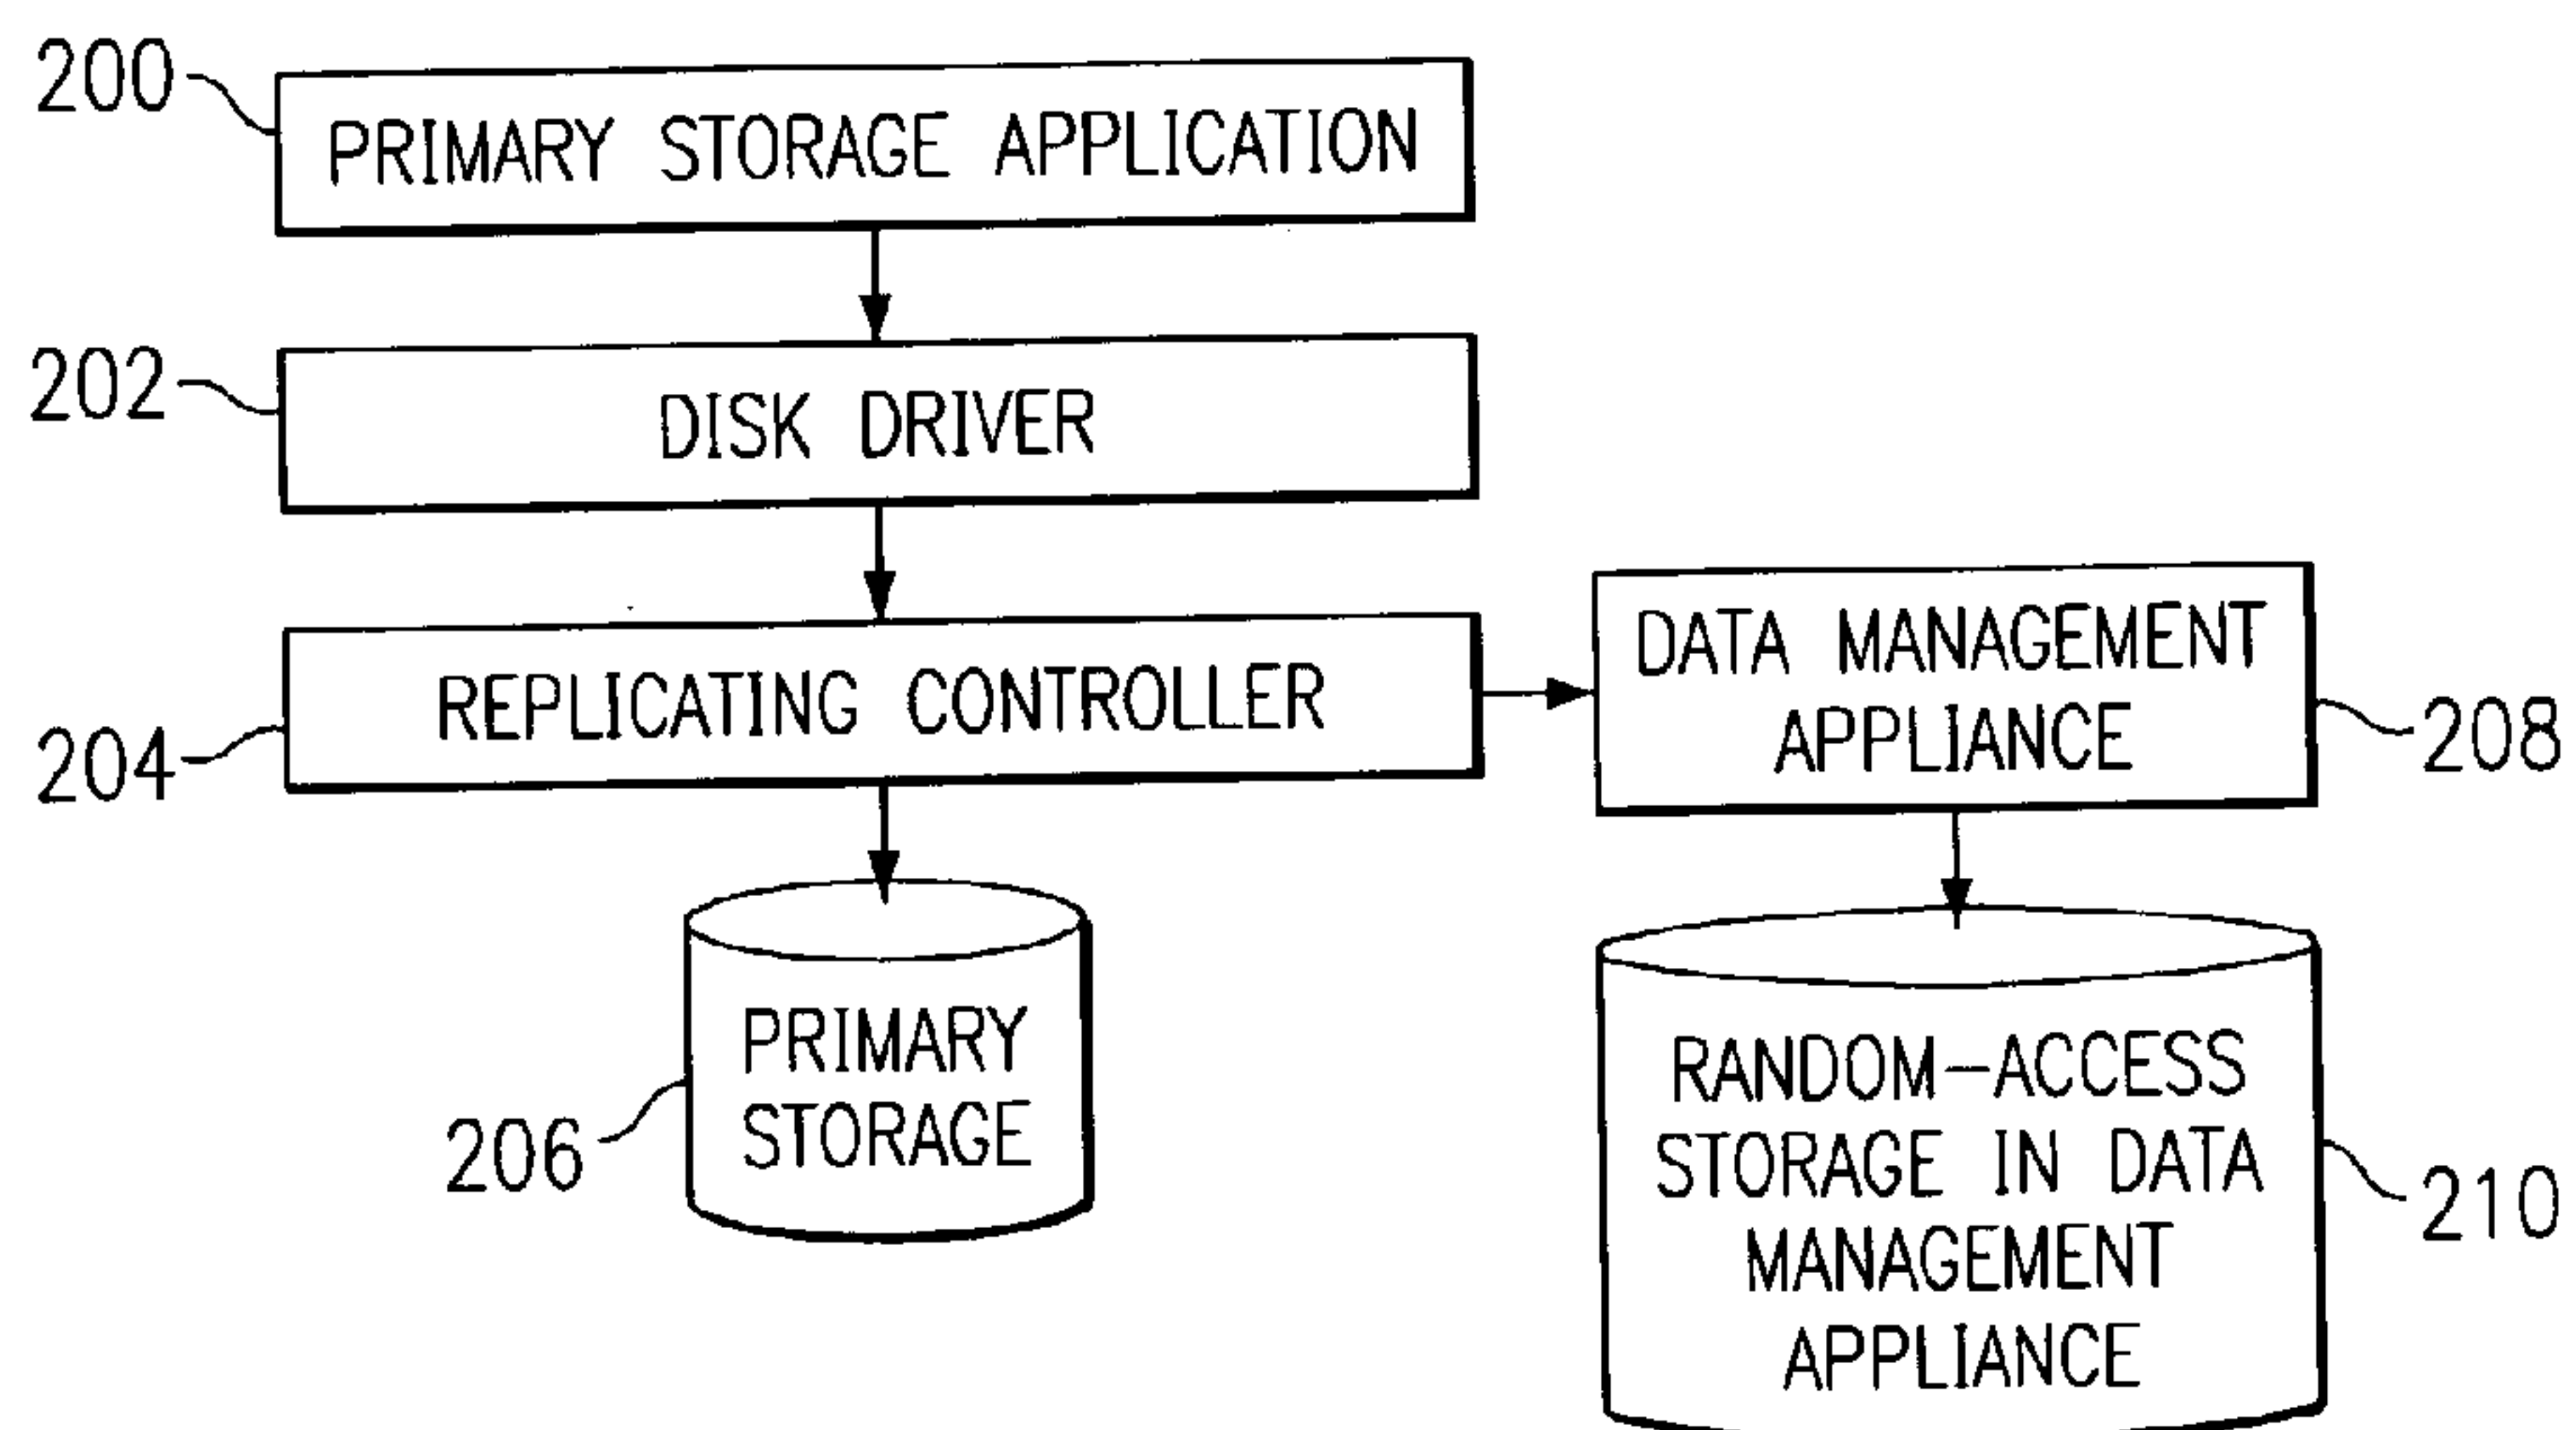 200
PRIMARY STORAGE APPLICATION
202
DISK DRIVER
204
REPLICATING CONTROLLER
DATA MANAGEMENT
APPLIANCE
208
206
PRIMARY
STORAGE
RANDOM-ACCESS
STORAGE IN DATA
MANAGEMENT
APPLIANCE
210